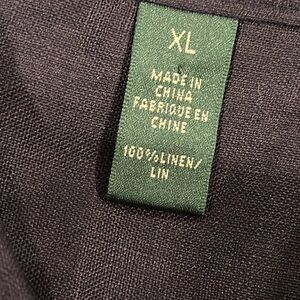 XL
MADE IN
CHINA
FABRIQUE EN
CHINE
100%LINEN/
LIN